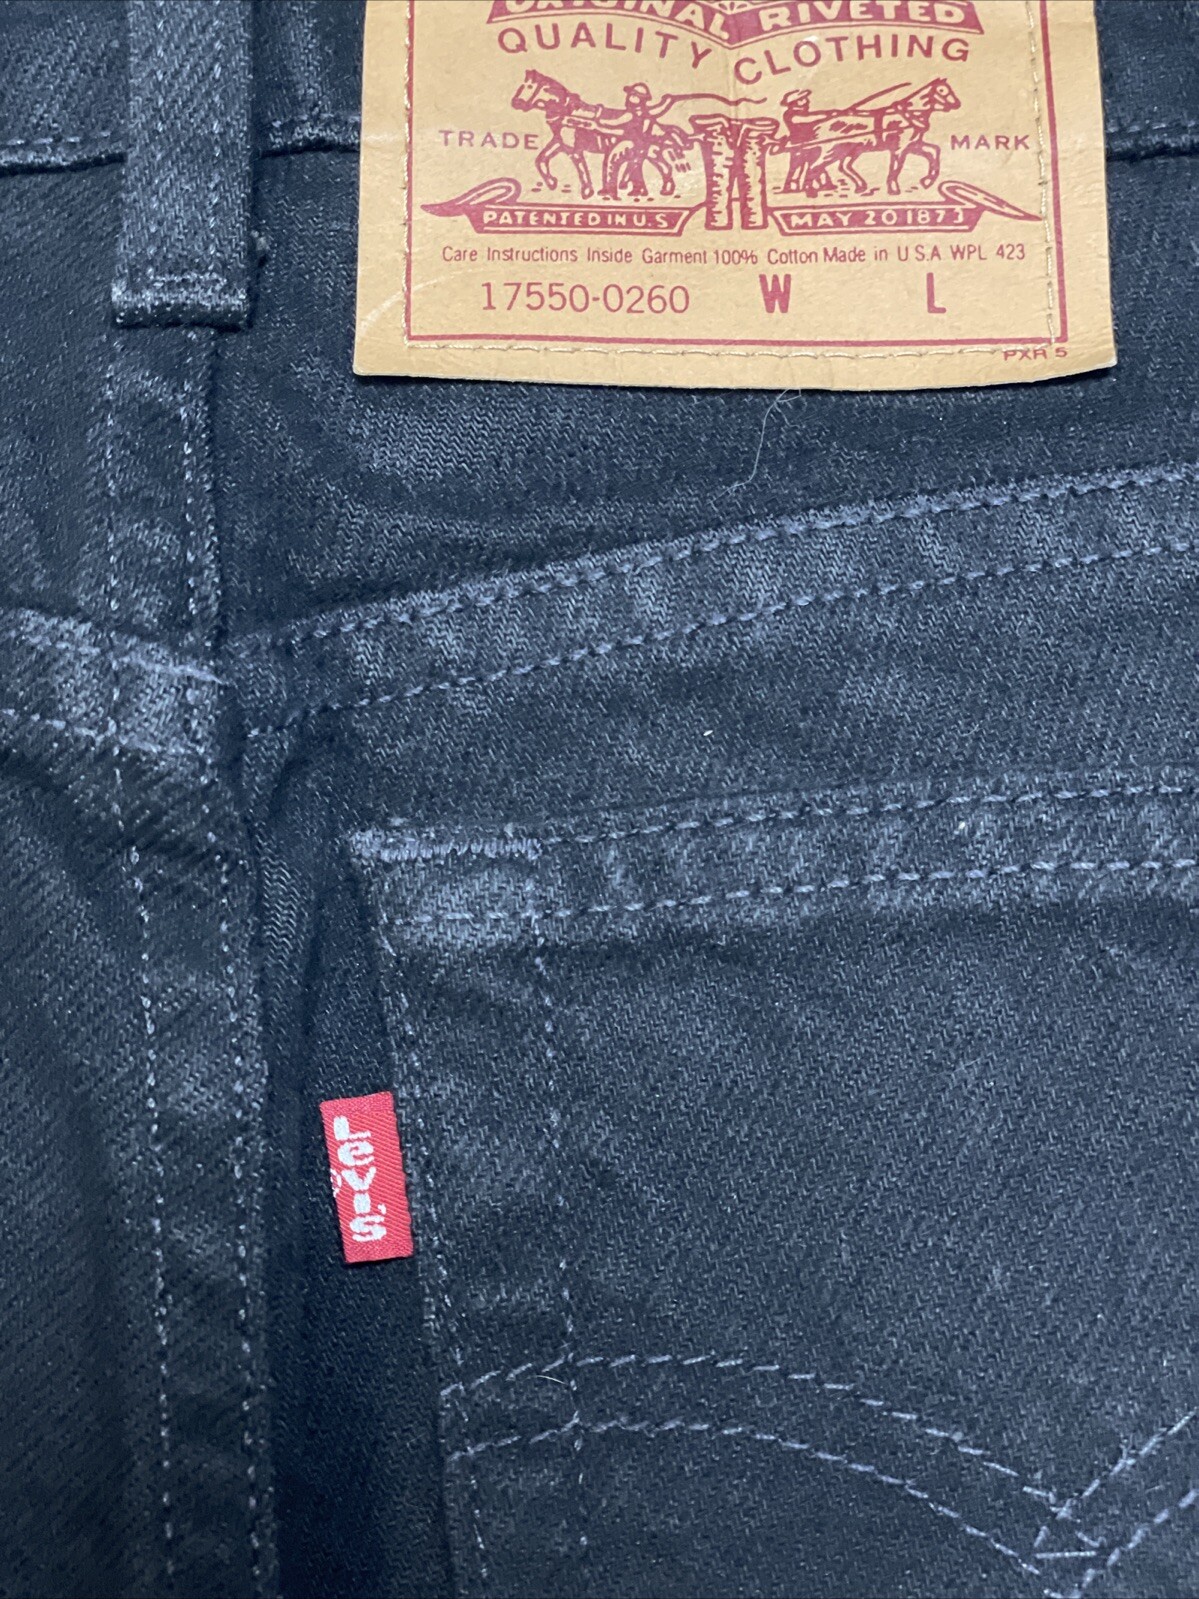 ORIGINAL RIVETED
QUALITY CLOTHING
TRADE MARK
PATENTED IN U.S MAY 20 1873
Care Instructions Inside Garment 100% Cotton Made in U S.A WPL 423
17550-0260 W L
PXR 5
Levi's